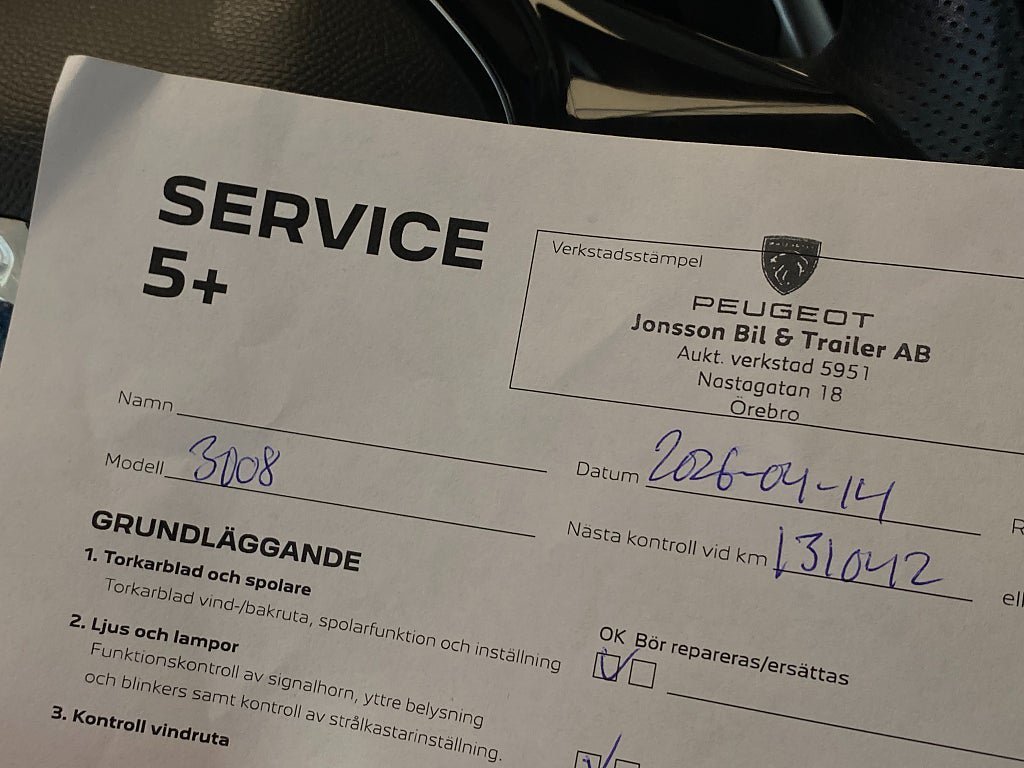 SERVICE
5+
Verkstadsstämpel
PEUGEOT
Jonsson Bil & Trailer AB
Aukt. verkstad 5951
Nastagatan 18
Örebro
Namn
Modell 3008
Datum 2026-04-14
Nästa kontroll vid km 131042
GRUNDLÄGGANDE
1. Torkarblad och spolare
Torkarblad vind-/bakruta, spolarfunktion och inställning
OK Bör repareras/ersättas
2. Ljus och lampor
Funktionskontroll av signalhorn, yttre belysning
och blinkers samt kontroll av strålkastarinställning.
3. Kontroll vindruta